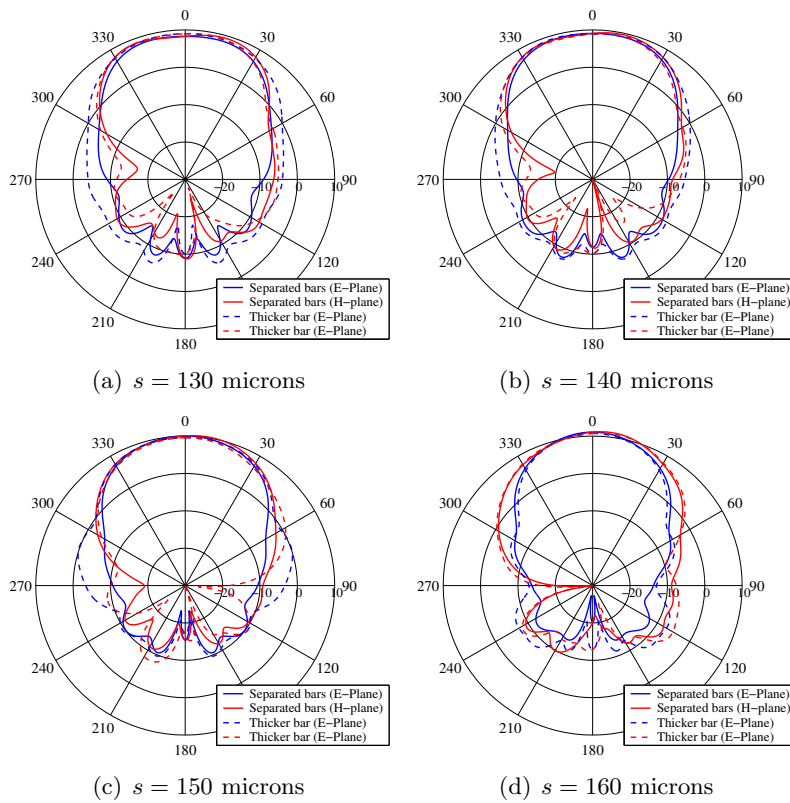 0
330 30
300 60
270 −20 −10 0 10 90
240 120
210
180
Separated bars (E−Plane)
Separated bars (H−plane)
Thicker bar (E−Plane)
Thicker bar (E−Plane)
(a) s = 130 microns
0
330 30
300 60
270 −20 −10 0 10 90
240 120
210
180
Separated bars (E−Plane)
Separated bars (H−plane)
Thicker bar (E−Plane)
Thicker bar (E−Plane)
(b) s = 140 microns
0
330 30
300 60
270 −20 −10 0 10 90
240 120
210
180
Separated bars (E−Plane)
Separated bars (H−plane)
Thicker bar (E−Plane)
Thicker bar (E−Plane)
(c) s = 150 microns
0
330 30
300 60
270 −20 −10 0 10 90
240 120
210
180
Separated bars (E−Plane)
Separated bars (H−plane)
Thicker bar (E−Plane)
Thicker bar (E−Plane)
(d) s = 160 microns